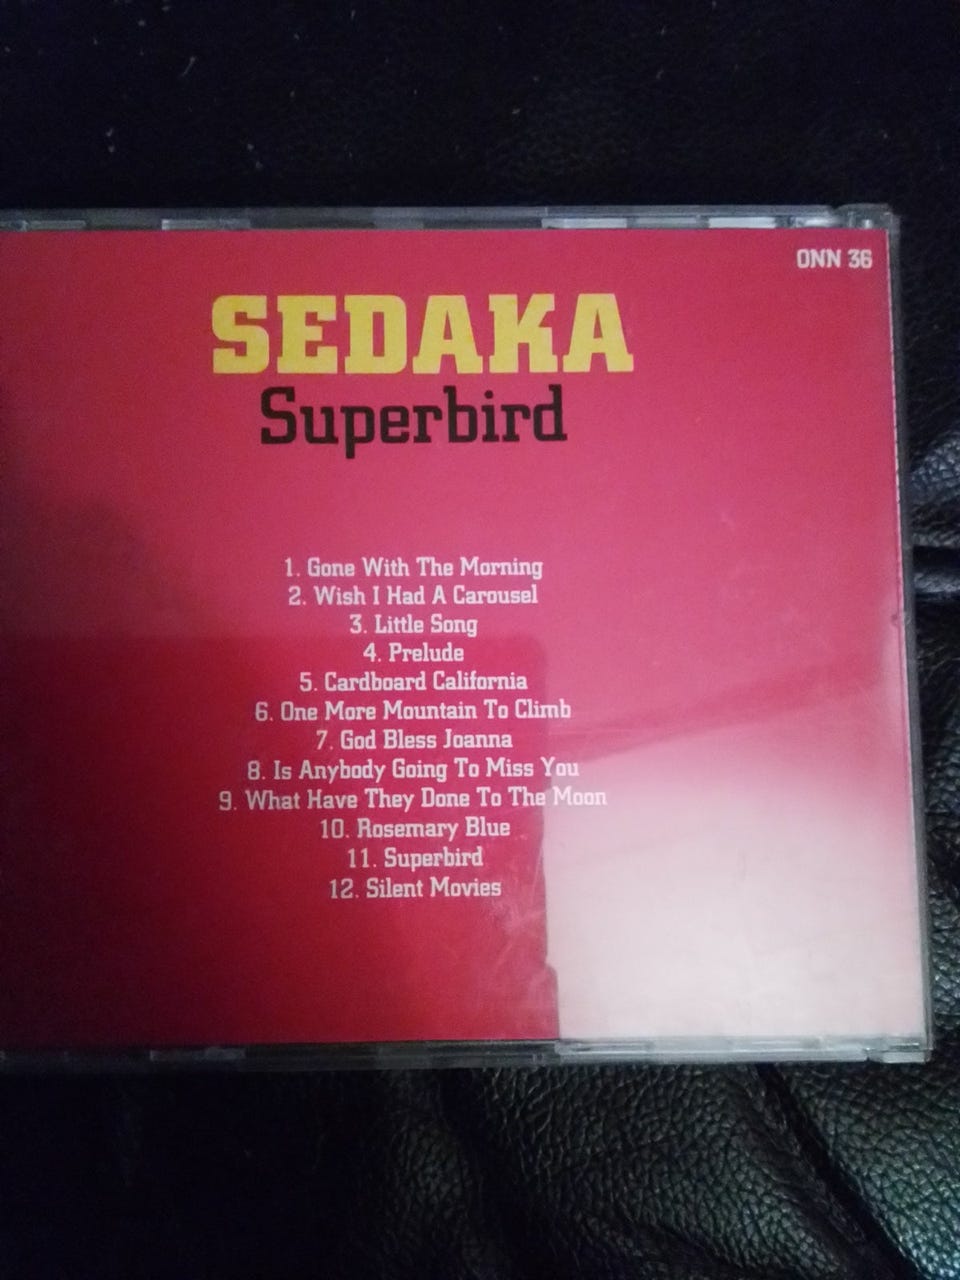 ONN 36
SEDAKA
Superbird
1. Gone With The Morning
2. Wish I Had A Carousel
3. Little Song
4. Prelude
5. Cardboard California
6. One More Mountain To Climb
7. God Bless Joanna
8. Is Anybody Going To Miss You
9. What Have They Done To The Moon
10. Rosemary Blue
11. Superbird
12. Silent Movies